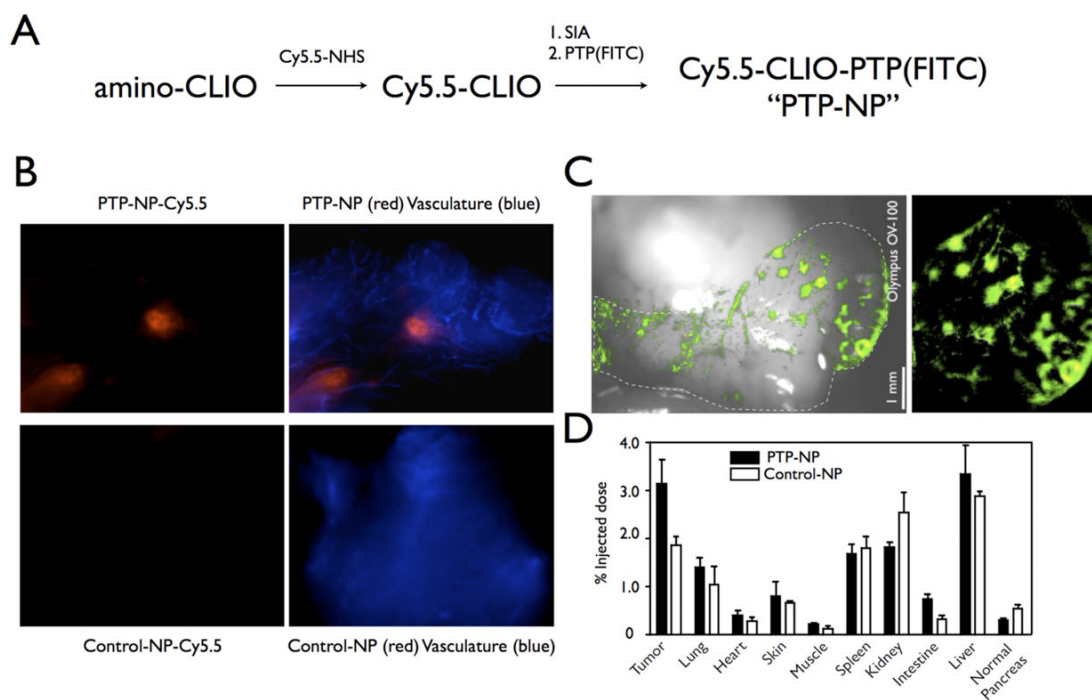 A
amino-CLIO
Cy5.5-NHS
Cy5.5-CLIO
1. SIA
2. PTP(FITC)
Cy5.5-CLIO-PTP(FITC)
“PTP-NP”
B
PTP-NP-Cy5.5
PTP-NP (red) Vasculature (blue)
Control-NP-Cy5.5
Control-NP (red) Vasculature (blue)
C
Olympus OV-100
1 mm
D
% Injected dose
4.0
3.0
2.0
1.0
0
PTP-NP
Control-NP
Tumor
Lung
Heart
Skin
Muscle
Spleen
Kidney
Intestine
Liver
Normal
Pancreas